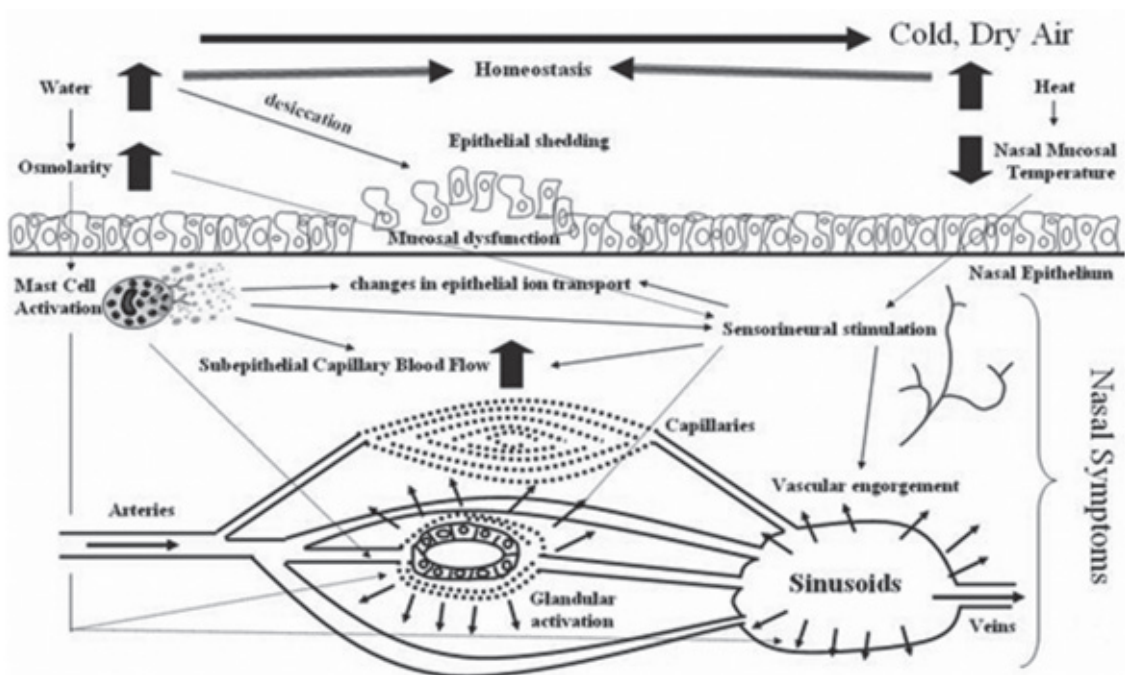 Cold, Dry Air
Water
Homeostasis
Heat
desiccation
Epithelial shedding
Osmolarity
Nasal Mucosal
Temperature
Mucosal dysfunction
Nasal Epithelium
Mast Cell
Activation
changes in epithelial ion transport
Sensorineural stimulation
Subepithelial Capillary Blood Flow
Capillaries
Nasal Symptoms
Vascular engorgement
Arteries
Sinusoids
Glandular
activation
Veins